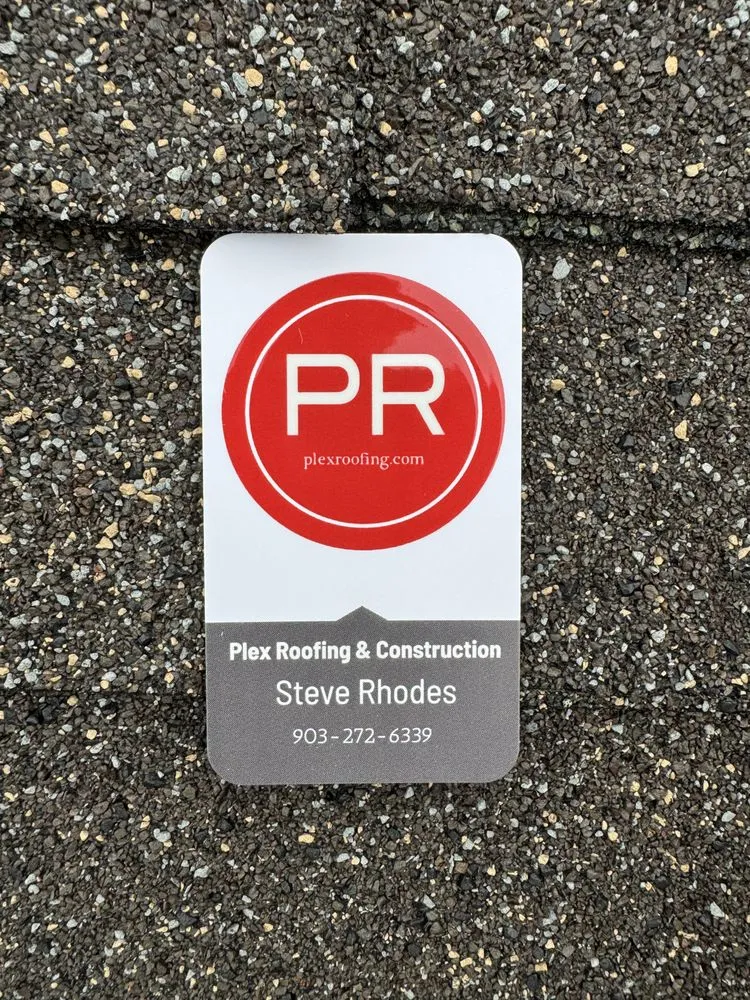 PR
plexroofing.com
Plex Roofing & Construction
Steve Rhodes
903-272-6339